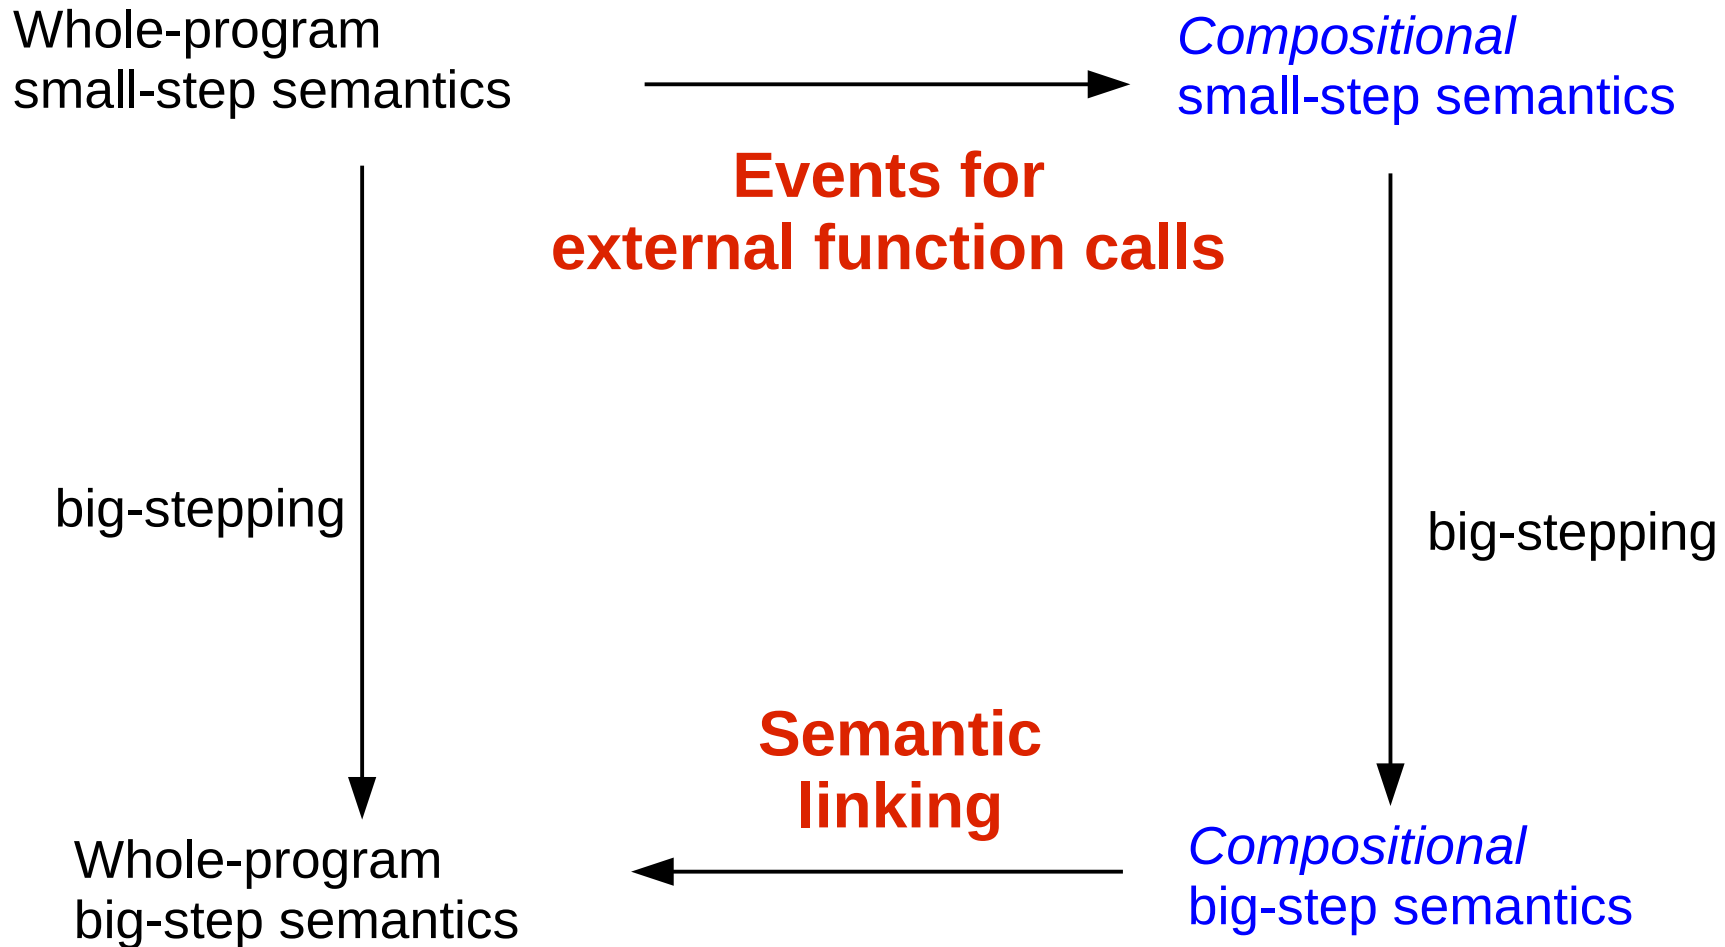 Whole-program
small-step semantics
Compositional
small-step semantics
Events for
external function calls
big-stepping
big-stepping
Semantic
linking
Whole-program
big-step semantics
Compositional
big-step semantics